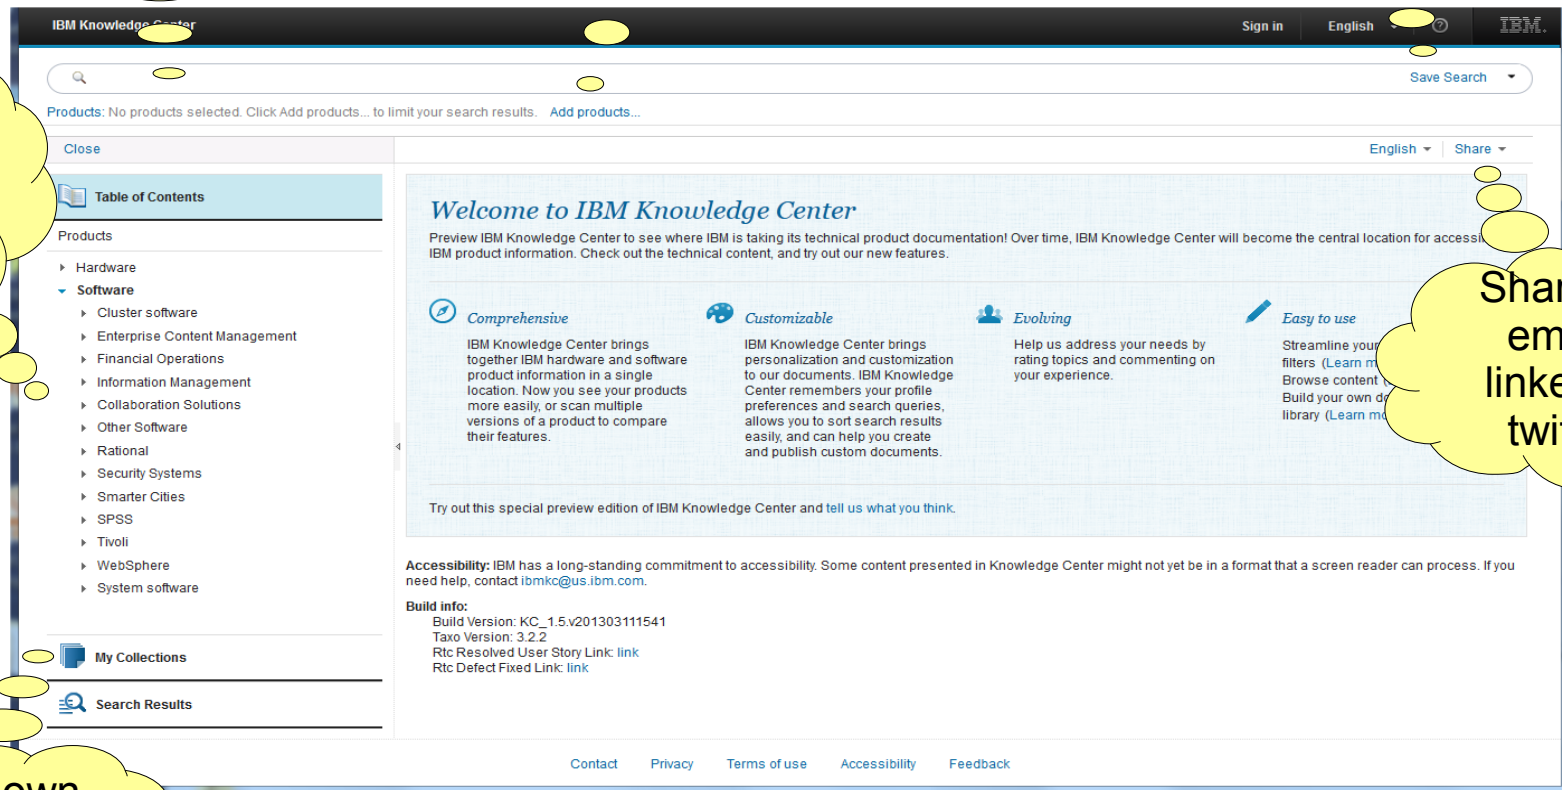 IBM Knowledge Center
Sign in
English
IBM.
Save Search
Products: No products selected. Click Add products... to limit your search results. Add products...
Close
English
Share
Table of Contents
Products
Hardware
Software
Cluster software
Enterprise Content Management
Financial Operations
Information Management
Collaboration Solutions
Other Software
Rational
Security Systems
Smarter Cities
SPSS
Tivoli
WebSphere
System software
My Collections
Search Results
Welcome to IBM Knowledge Center
Preview IBM Knowledge Center to see where IBM is taking its technical product documentation! Over time, IBM Knowledge Center will become the central location for
IBM product information. Check out the technical content, and try out our new features.
Comprehensive
IBM Knowledge Center brings
together IBM hardware and software
product information in a single
location. Now you see your products
more easily, or scan multiple
versions of a product to compare
their features.
Customizable
IBM Knowledge Center brings
personalization and customization
to our documents. IBM Knowledge
Center remembers your profile
preferences and search queries,
allows you to sort search results
easily, and can help you create
and publish custom documents.
Evolving
Help us address your needs by
rating topics and commenting on
your experience.
Easy to use
Streamline your
filters (Learn
Browse content
Build your own
library (Learn
Try out this special preview edition of IBM Knowledge Center and tell us what you think.
Accessibility: IBM has a long-standing commitment to accessibility. Some content presented in Knowledge Center might not yet be in a format that a screen reader can process. If you
need help, contact ibmkc@us.ibm.com.
Build info:
Build Version: KC_1.5.v201303111541
Taxo Version: 3.2.2
Rtc Resolved User Story Link: link
Rtc Defect Fixed Link: link
Contact Privacy Terms of use Accessibility Feedback